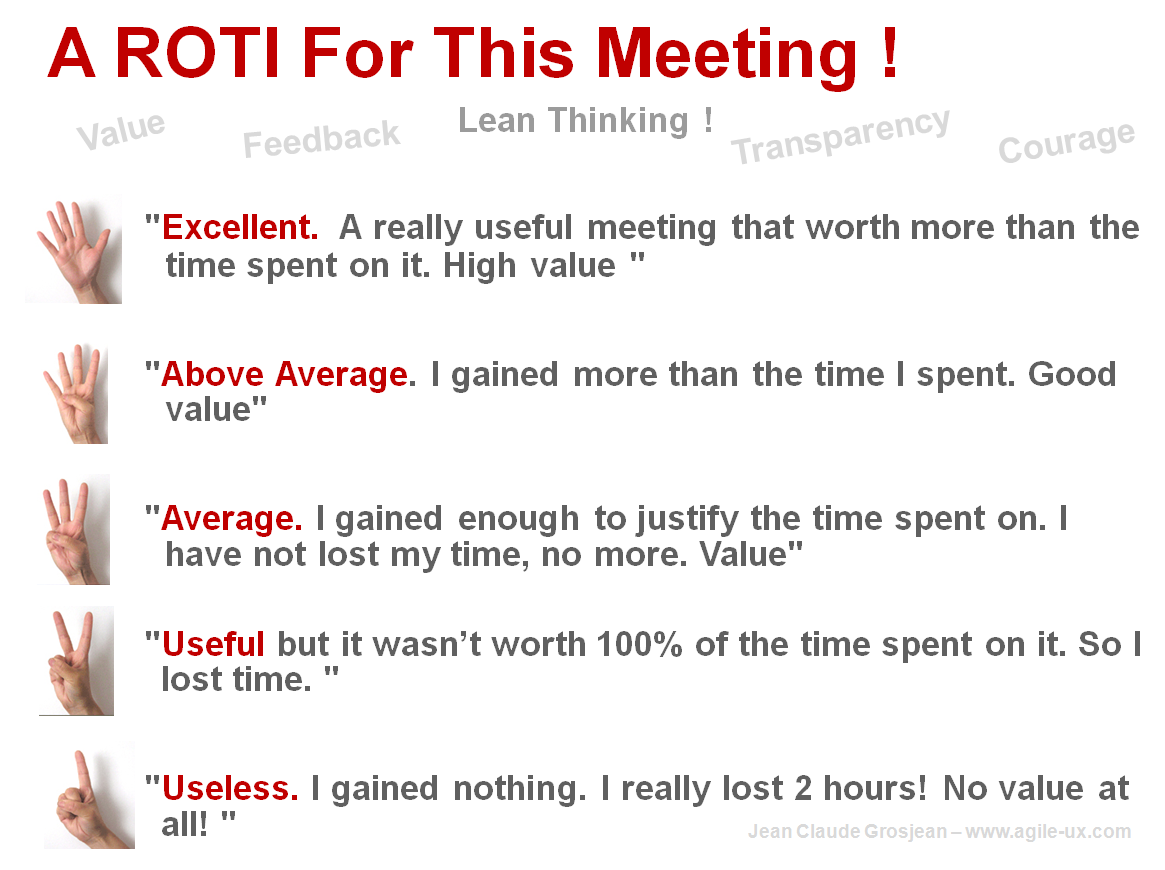 A ROTI For This Meeting !
Value
Feedback
Lean Thinking !
Transparency
Courage
"Excellent. A really useful meeting that worth more than the
time spent on it. High value "
"Above Average. I gained more than the time I spent. Good
value"
"Average. I gained enough to justify the time spent on. I
have not lost my time, no more. Value"
"Useful but it wasn’t worth 100% of the time spent on it. So I
lost time. "
"Useless. I gained nothing. I really lost 2 hours! No value at
all! "
Jean Claude Grosjean – www.agile-ux.com